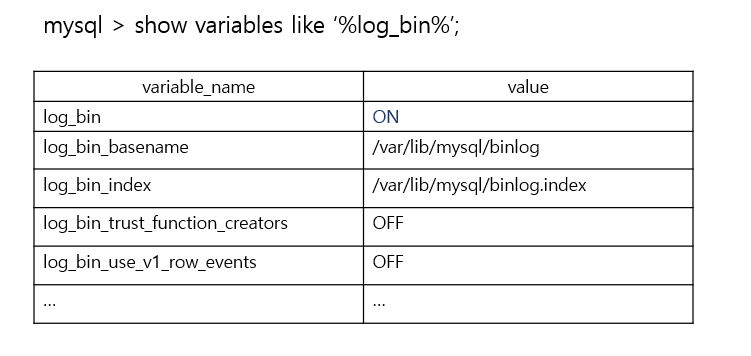 mysql > show variables like ‘%log_bin%’;
variable_name value
log_bin ON
log_bin_basename /var/lib/mysql/binlog
log_bin_index /var/lib/mysql/binlog.index
log_bin_trust_function_creators OFF
log_bin_use_v1_row_events OFF
... ...